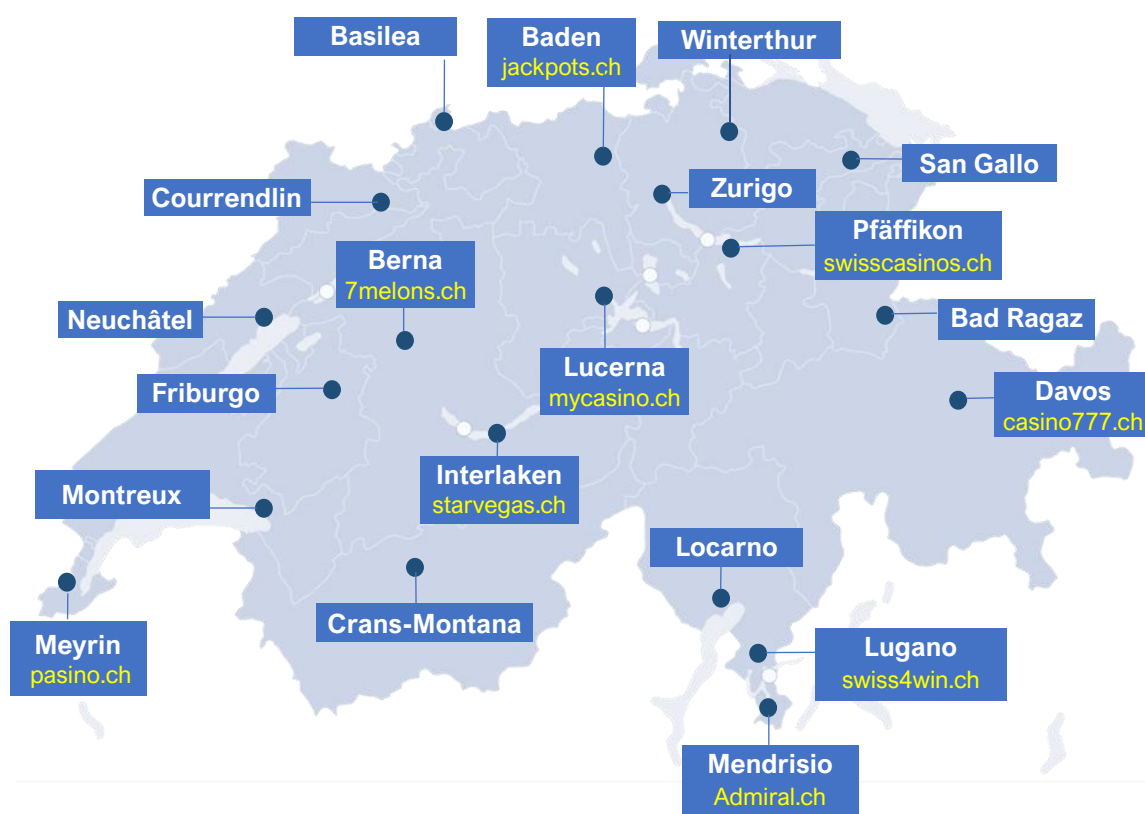 Basilea
Baden
jackpots.ch
Winterthur
San Gallo
Zurigo
Courrendlin
Pfäffikon
swisscasinos.ch
Berna
7melons.ch
Neuchâtel
Bad Ragaz
Lucerna
mycasino.ch
Friburgo
Davos
casino777.ch
Interlaken
starvegas.ch
Montreux
Locarno
Crans-Montana
Meyrin
pasino.ch
Lugano
swiss4win.ch
Mendrisio
Admiral.ch